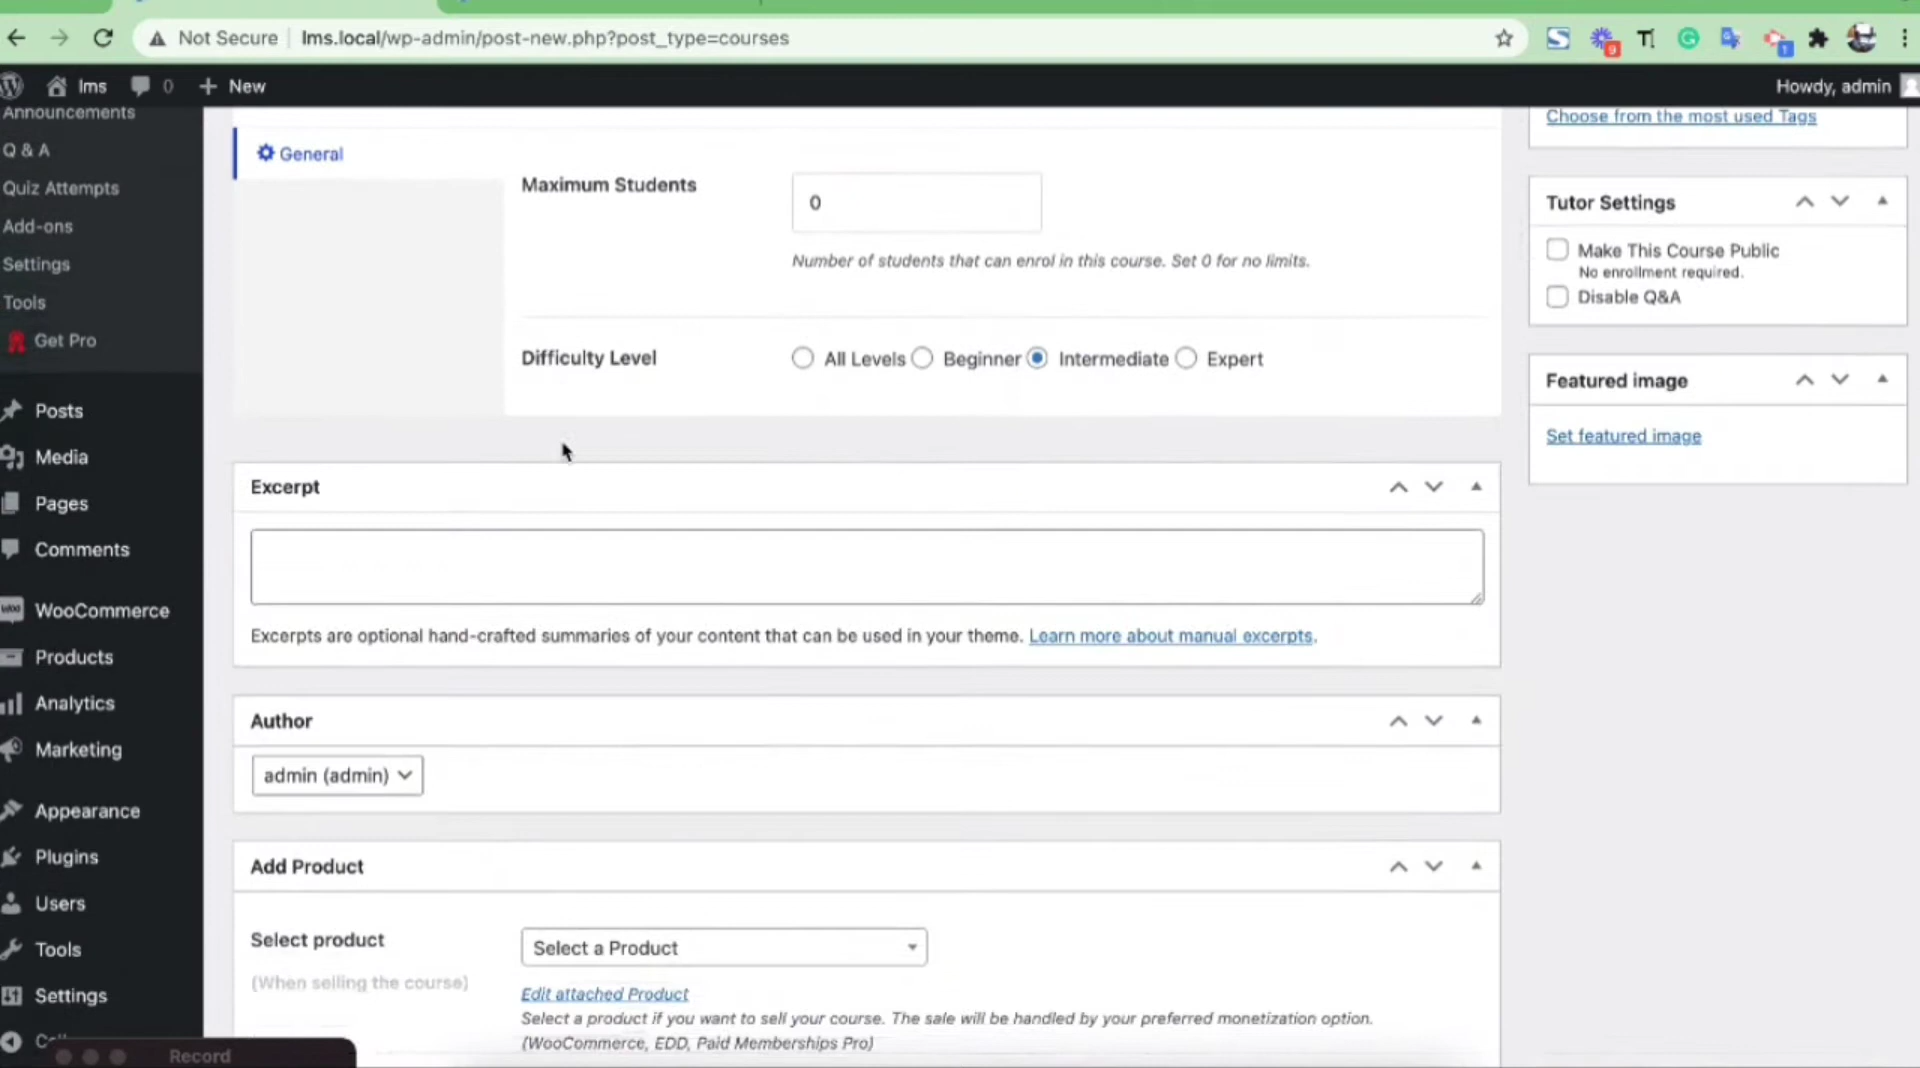 Not Secure lms.local/wp-admin/post-new.php?post_type=courses
9
1
lms 0 New Howdy, admin
Announcements
Q & A
Quiz Attempts
Add-ons
Settings
Tools
Get Pro
Posts
Media
Pages
Comments
WooCommerce
Products
Analytics
Marketing
Appearance
Plugins
Users
Tools
Settings
General
Maximum Students
0
Number of students that can enrol in this course. Set 0 for no limits.
Difficulty Level All Levels Beginner Intermediate Expert
Excerpt
Excerpts are optional hand-crafted summaries of your content that can be used in your theme. Learn more about manual excerpts.
Author
admin (admin)
Add Product
Select product
(When selling the course)
Select a Product
Edit attached Product
Select a product if you want to sell your course. The sale will be handled by your preferred monetization option.
(WooCommerce, EDD, Paid Memberships Pro)
Choose from the most used Tags
Tutor Settings
Make This Course Public
No enrollment required.
Disable Q&A
Featured image
Set featured image
Record